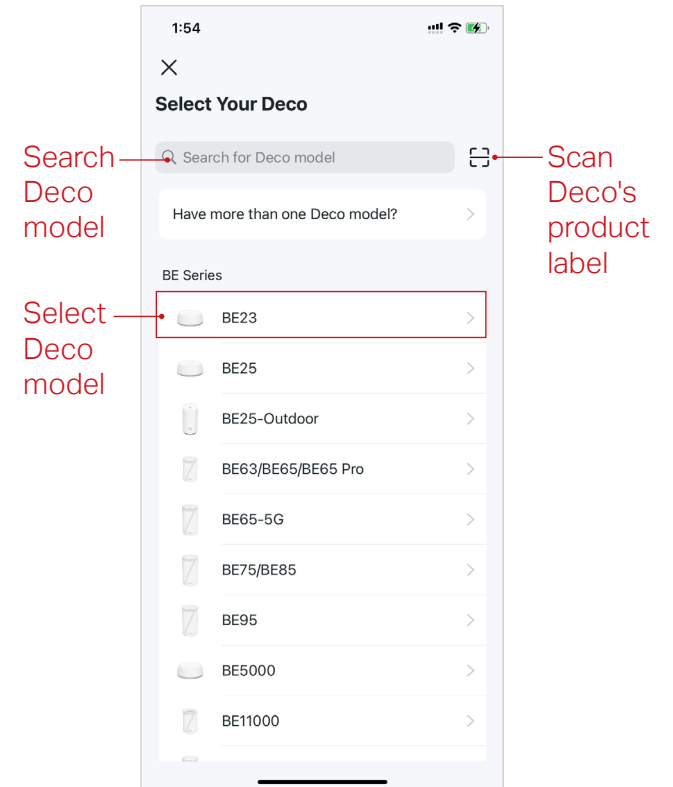 1:54
Select Your Deco
Search for Deco model
Have more than one Deco model?
BE Series
BE23
BE25
BE25-Outdoor
BE63/BE65/BE65 Pro
BE65-5G
BE75/BE85
BE95
BE5000
BE11000
Search
Deco
model
Select
Deco
model
Scan
Deco's
product
label